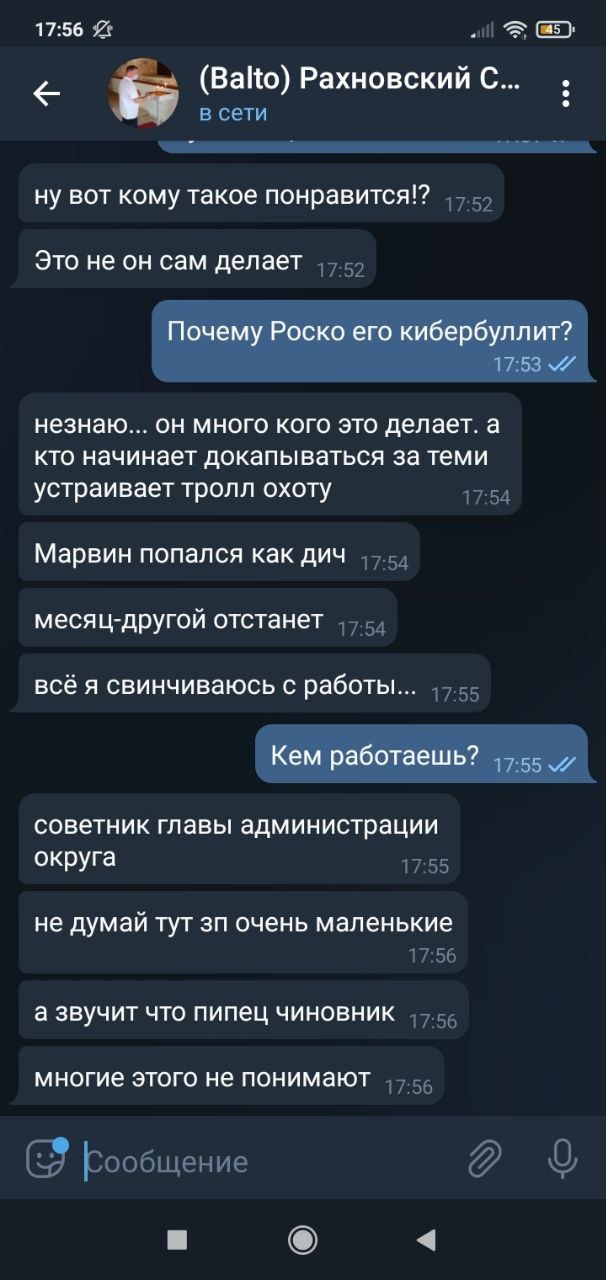 17:56
45
(Balto) Рахновский С...
в сети
ну вот кому такое понравится!? 17:52
Это не он сам делает 17:52
Почему Роско его кибербуллит?
17:53
незнаю... он много кого это делает. а
кто начинает докапываться за теми
устраивает тролл охоту 17:54
Марвин попался как дич 17:54
месяц-другой отстанет 17:54
всё я свинчиваюсь с работы... 17:55
Кем работаешь? 17:55
советник главы администрации
округа 17:55
не думай тут зп очень маленькие
17:56
а звучит что пипец чиновник 17:56
многие этого не понимают 17:56
Сообщение